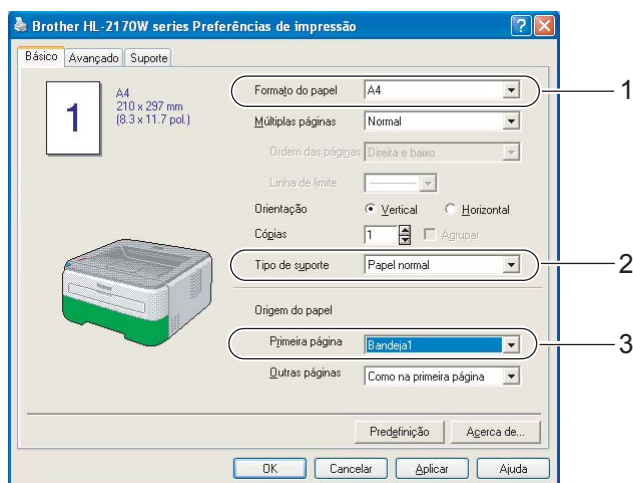 Brother HL-2170W series Preferências de impressão
Básico Avançado Suporte
1
A4
210 x 297 mm
(8.3 x 11.7 pol.)
Formato do papel A4 1
Múltiplas páginas Normal
Ordem das páginas Direita e baixo
Linha de limite
Orientação Vertical Horizontal
Cópias 1 Agrupar
Tipo de suporte Papel normal 2
Origem do papel
Primeira página Bandeja1 3
Outras páginas Como na primeira página
Predefinição Acerca de...
OK Cancelar Aplicar Ajuda